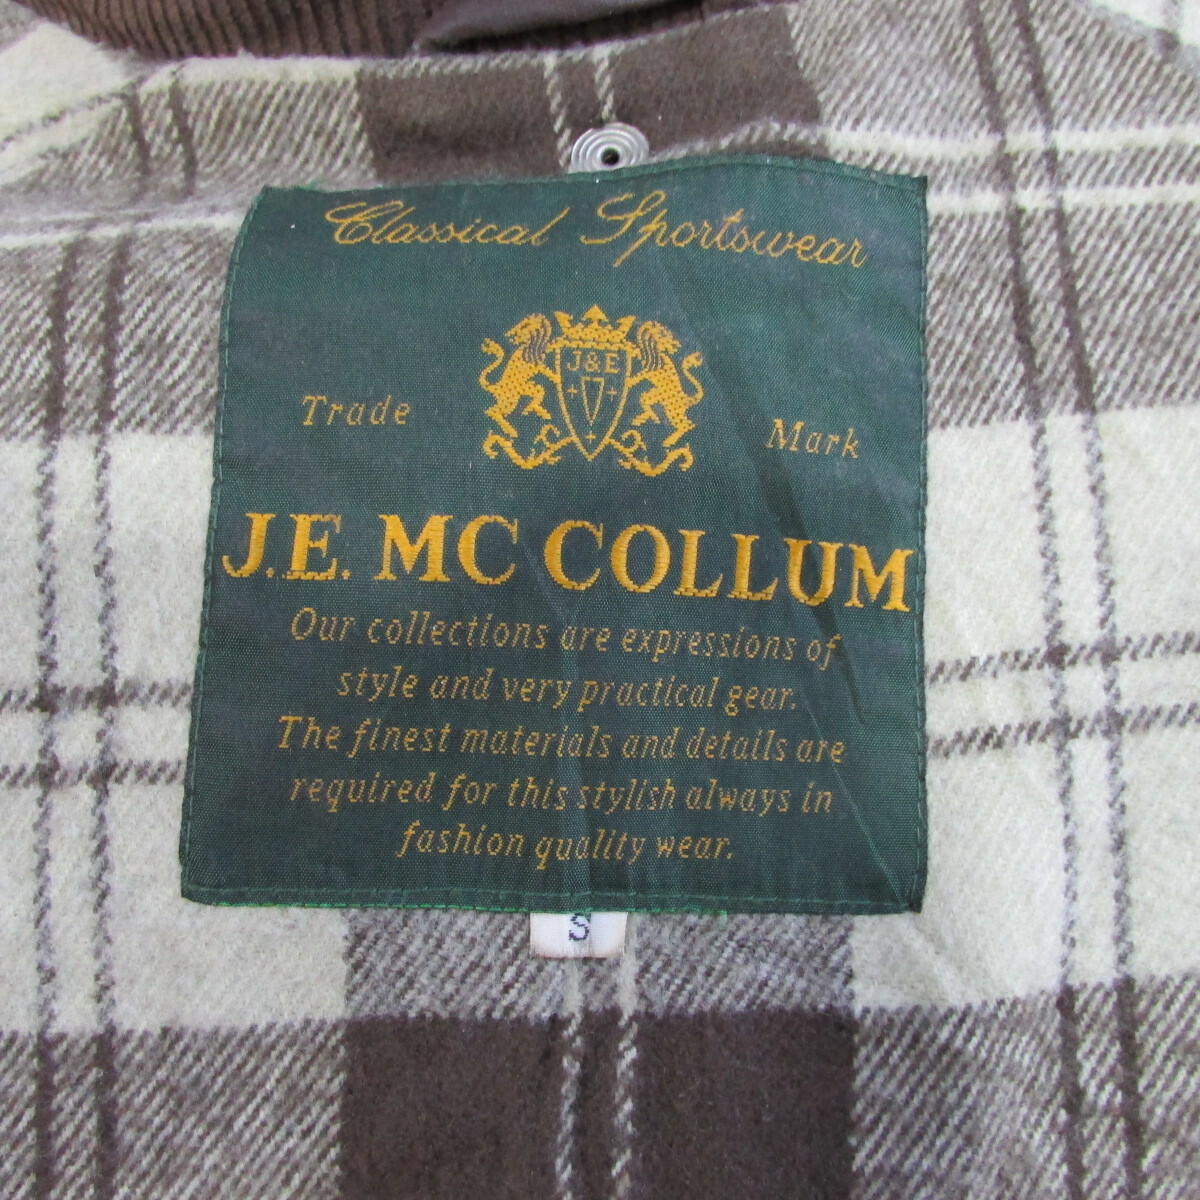 Classical Sportswear
J&E
Trade Mark
J.E. MC COLLUM
Our collections are expressions of
style and very practical gear.
The finest materials and details are
required for this stylish always in
fashion quality wear.
S